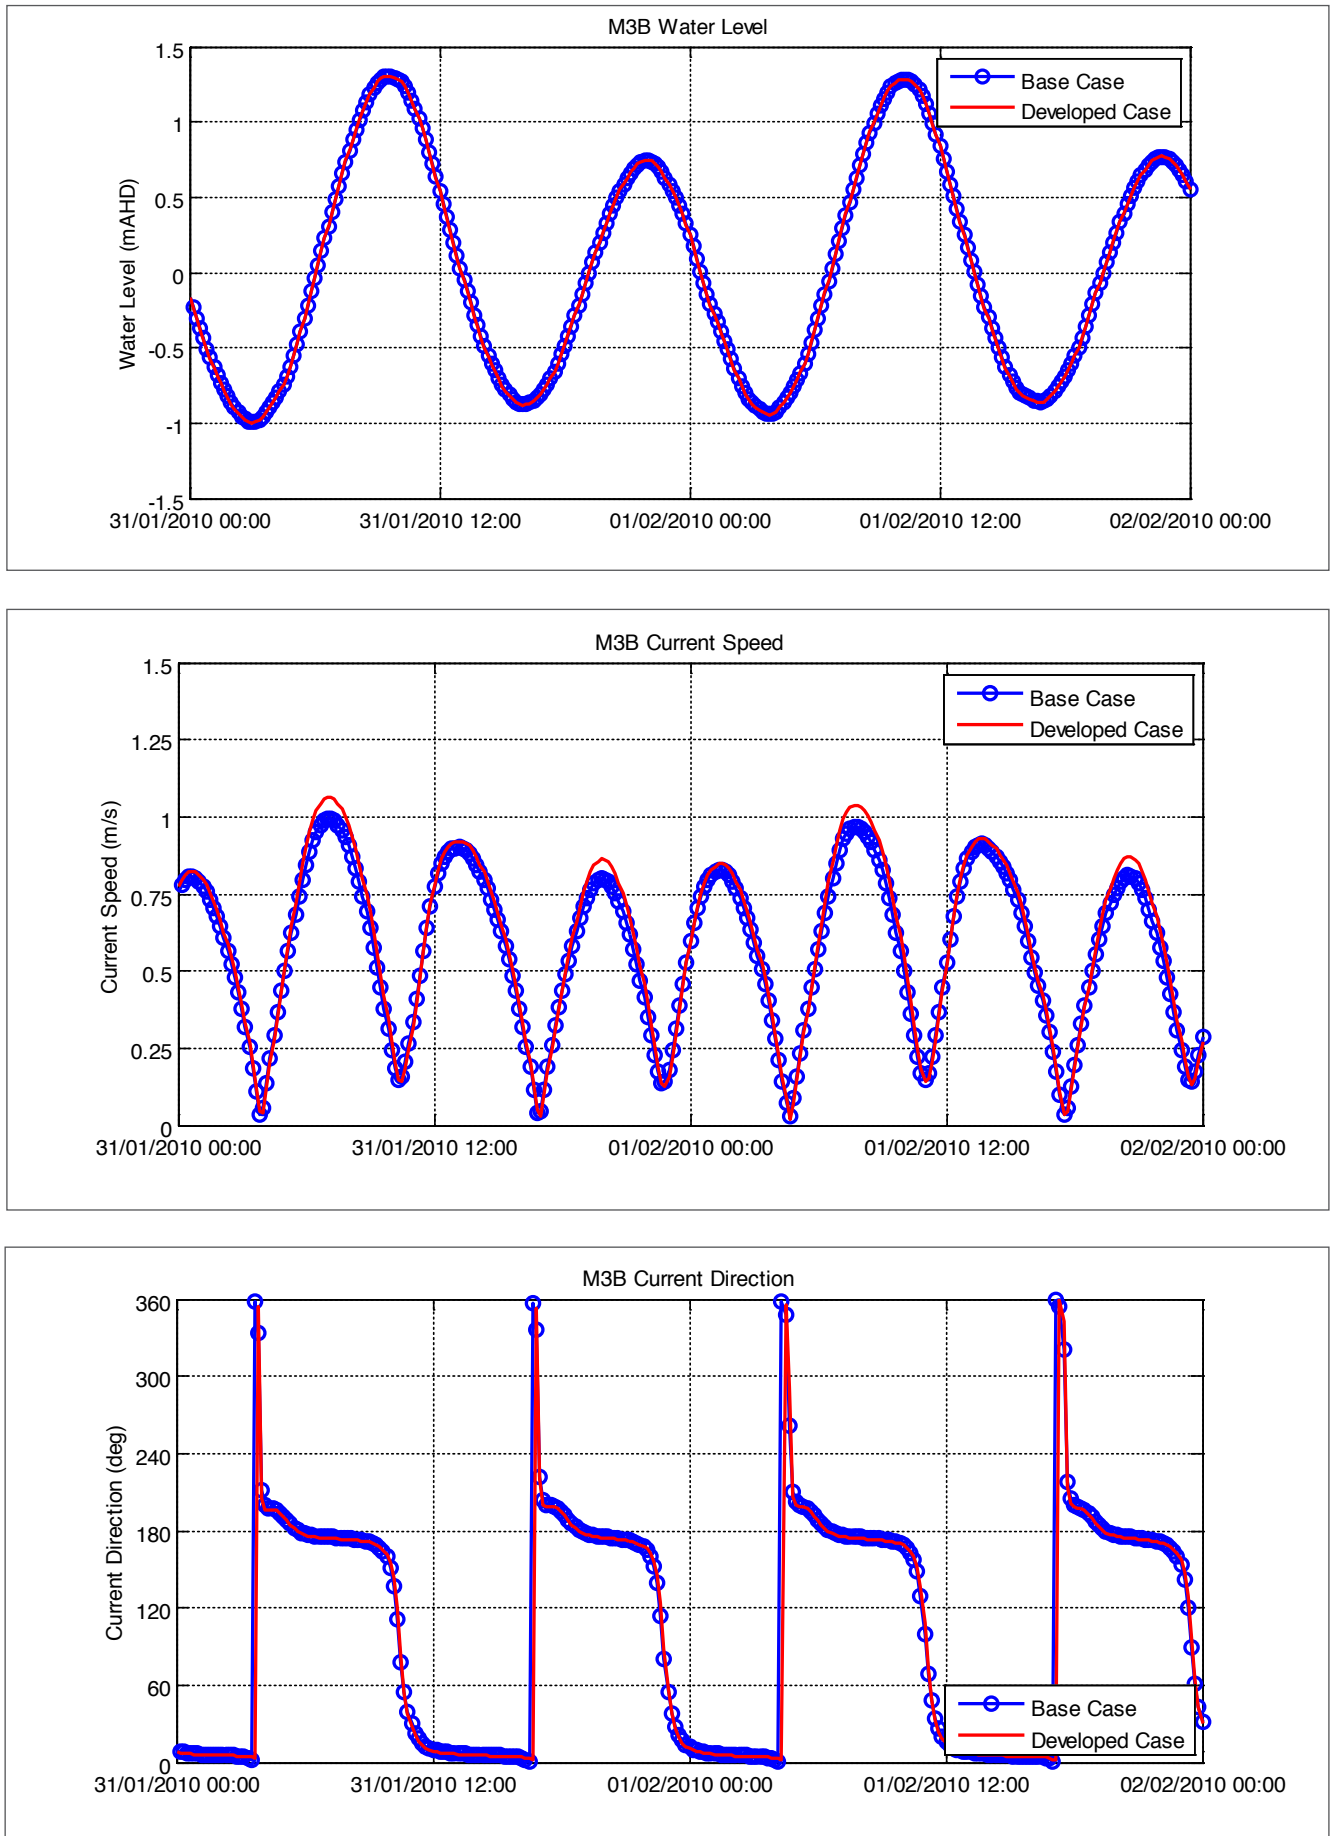 M3B Water Level
1.5
1
0.5
0
-0.5
-1
-1.5
Water Level (mAHD)
Base Case
Developed Case
31/01/2010 00:00 31/01/2010 12:00 01/02/2010 00:00 01/02/2010 12:00 02/02/2010 00:00
M3B Current Speed
1.5
1.25
1
0.75
0.5
0.25
0
Current Speed (m/s)
Base Case
Developed Case
31/01/2010 00:00 31/01/2010 12:00 01/02/2010 00:00 01/02/2010 12:00 02/02/2010 00:00
M3B Current Direction
360
300
240
180
120
60
0
Current Direction (deg)
Base Case
Developed Case
31/01/2010 00:00 31/01/2010 12:00 01/02/2010 00:00 01/02/2010 12:00 02/02/2010 00:00